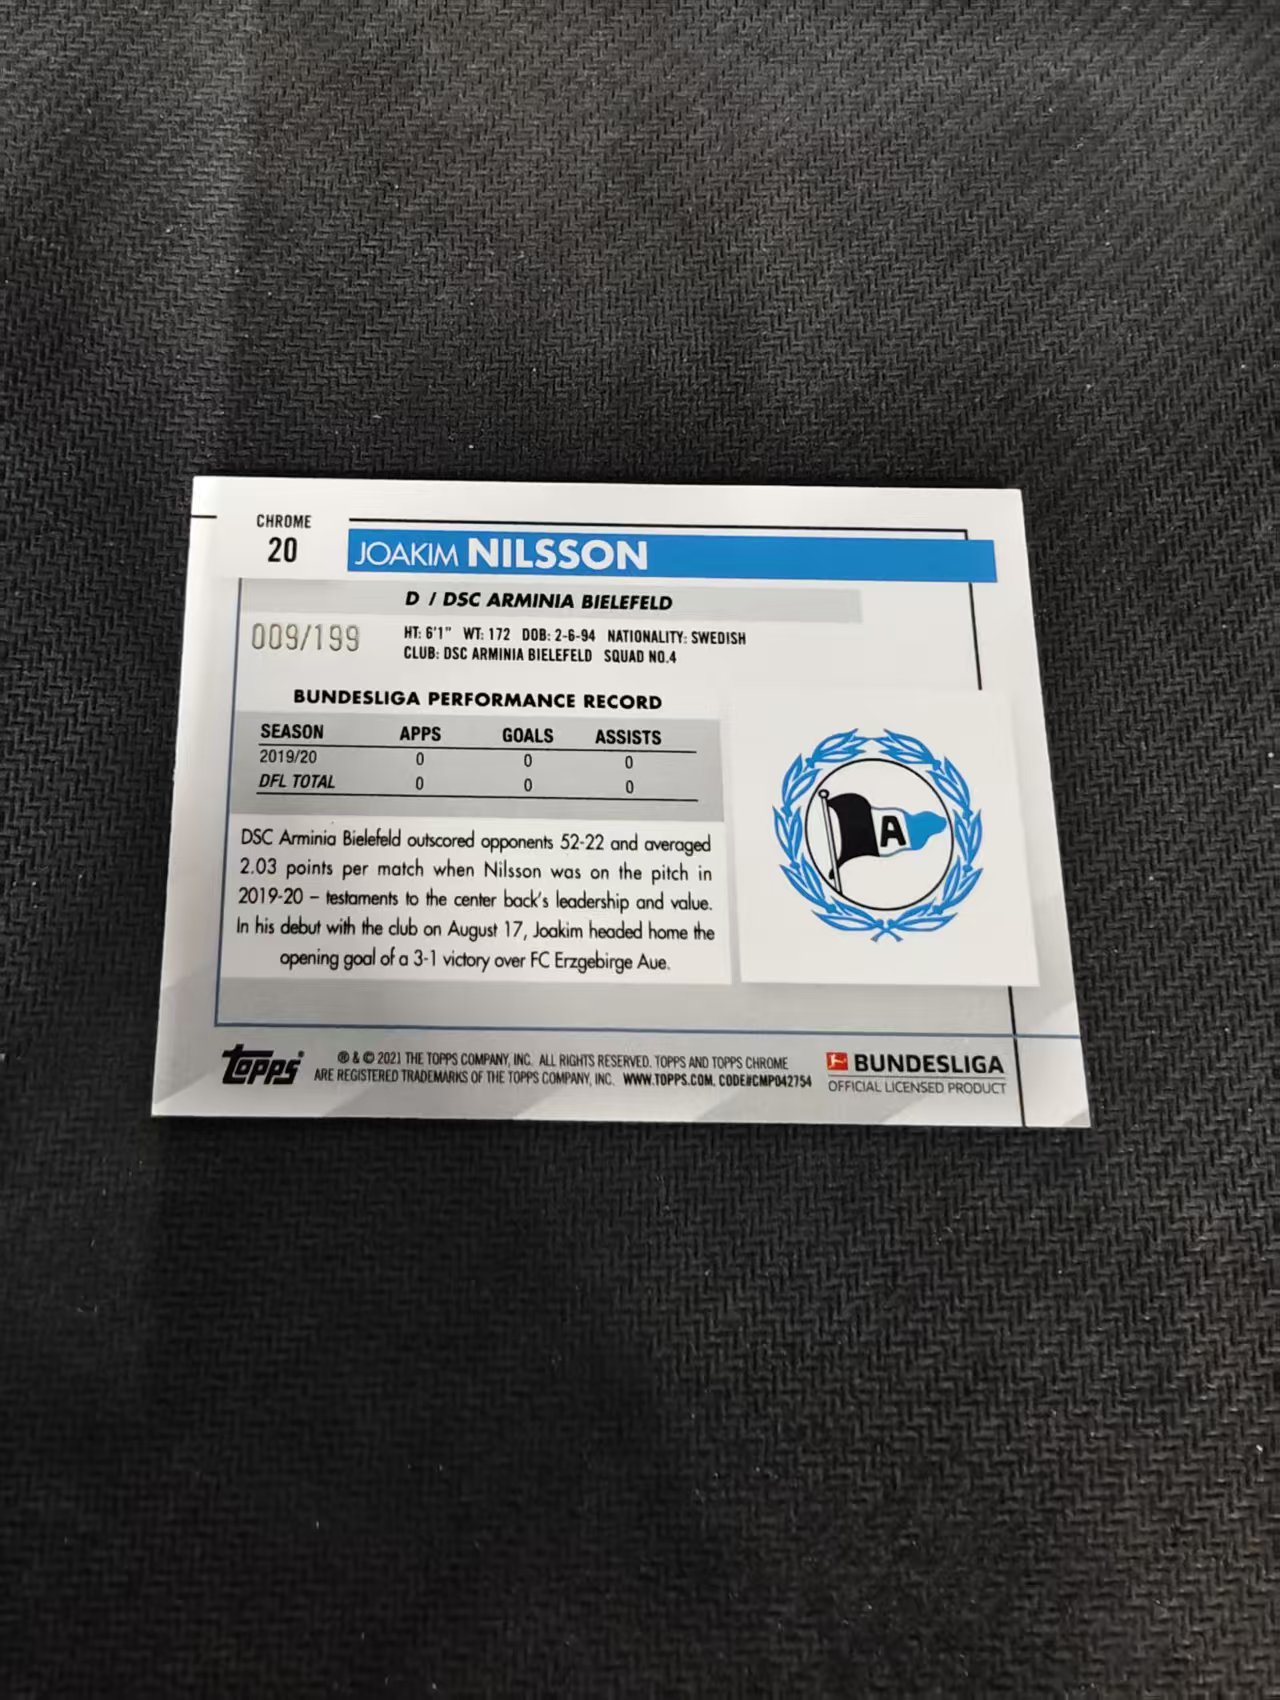 CHROME
20
JOAKIM NILSSON
D / DSC ARMINIA BIELEFELD
009/199
HT: 6'1" WT: 172 DOB: 2-6-94 NATIONALITY: SWEDISH
CLUB: DSC ARMINIA BIELEFELD SQUAD NO.4
BUNDESLIGA PERFORMANCE RECORD
SEASON APPS GOALS ASSISTS
2019/20 0 0 0
DFL TOTAL 0 0 0
A
DSC Arminia Bielefeld outscored opponents 52-22 and averaged
2.03 points per match when Nilsson was on the pitch in
2019-20 – testaments to the center back's leadership and value.
In his debut with the club on August 17, Joakim headed home the
opening goal of a 3-1 victory over FC Erzgebirge Aue.
Topps®
® & © 2021 THE TOPPS COMPANY, INC. ALL RIGHTS RESERVED. TOPPS AND TOPPS CHROME
ARE REGISTERED TRADEMARKS OF THE TOPPS COMPANY, INC. WWW.TOPPS.COM. CODE#CMP042754
BUNDESLIGA
OFFICIAL LICENSED PRODUCT